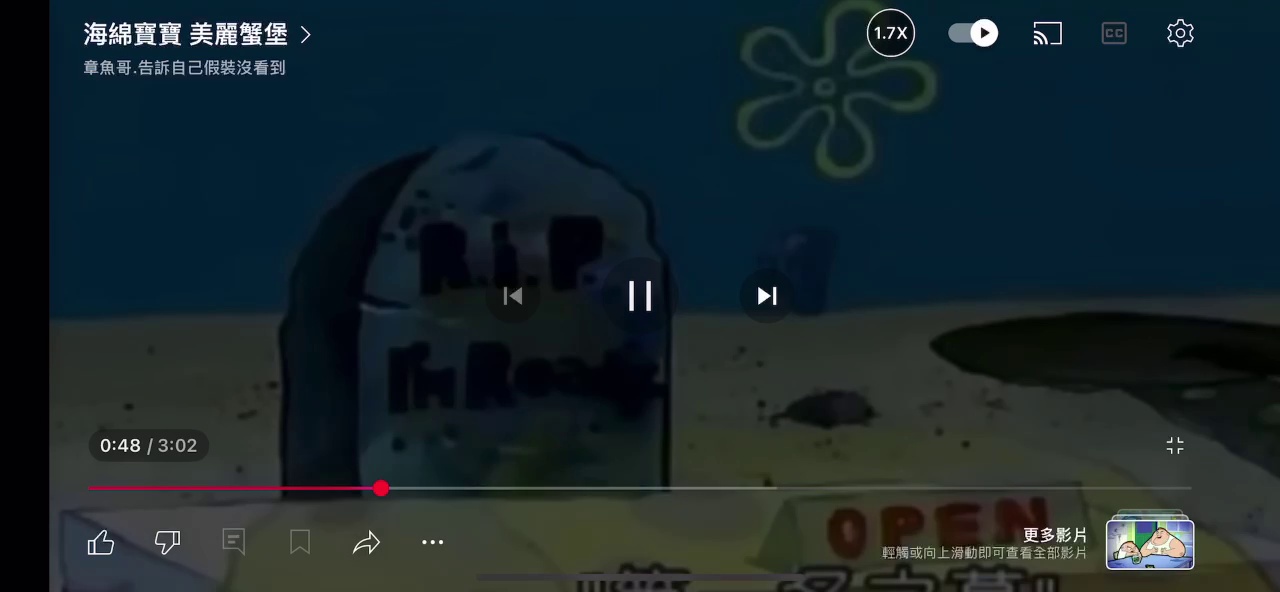 海綿寶寶 美麗蟹堡
章魚哥.告訴自己假裝沒看到
1.7X
CC
R.I.P.
I'm Ready
0:48 / 3:02
OPEN
更多影片
輕觸或向上滑動即可查看全部影片